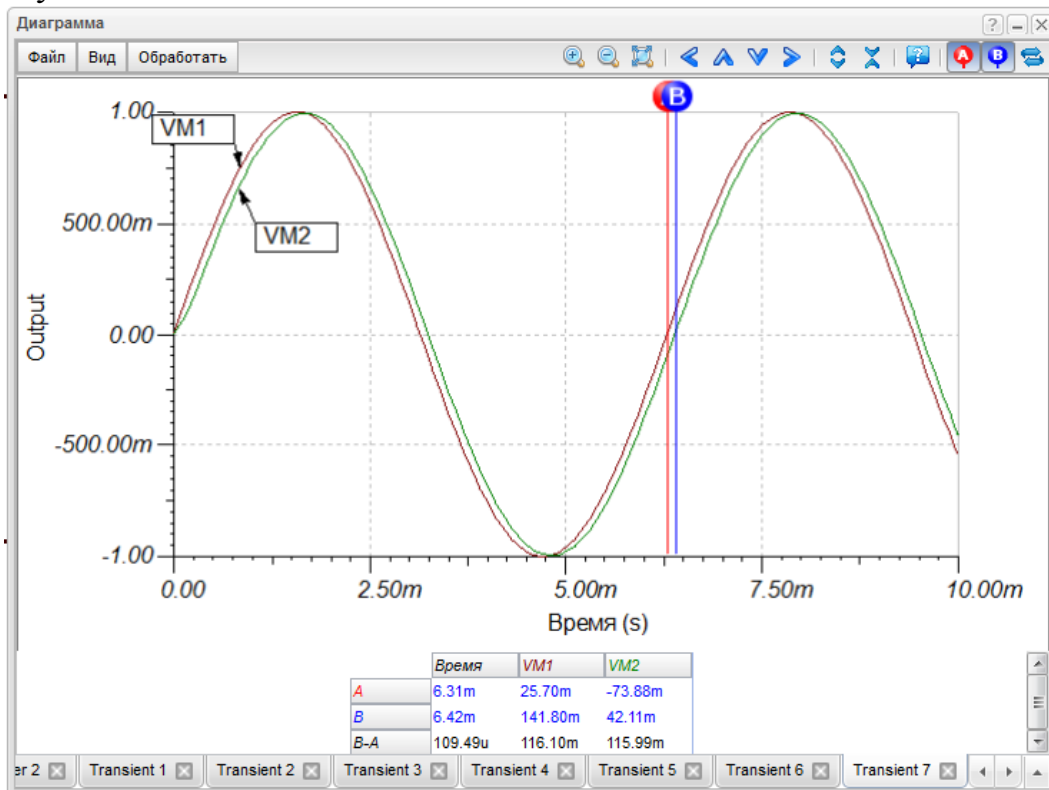 Диаграмма
Файл Вид Обработать
A B
B
1.00
VM1
500.00m
VM2
Output
0.00
-500.00m
-1.00
0.00 2.50m 5.00m 7.50m 10.00m
Время (s)
Время VM1 VM2
A 6.31m 25.70m -73.88m
B 6.42m 141.80m 42.11m
B-A 109.49u 116.10m 115.99m
er 2 Transient 1 Transient 2 Transient 3 Transient 4 Transient 5 Transient 6 Transient 7